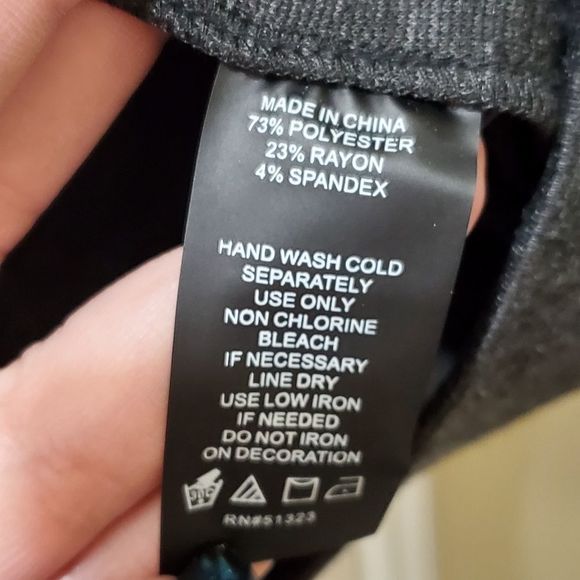 MADE IN CHINA
73% POLYESTER
23% RAYON
4% SPANDEX
HAND WASH COLD
SEPARATELY
USE ONLY
NON CHLORINE
BLEACH
IF NECESSARY
LINE DRY
USE LOW IRON
IF NEEDED
DO NOT IRON
ON DECORATION
RN#51323